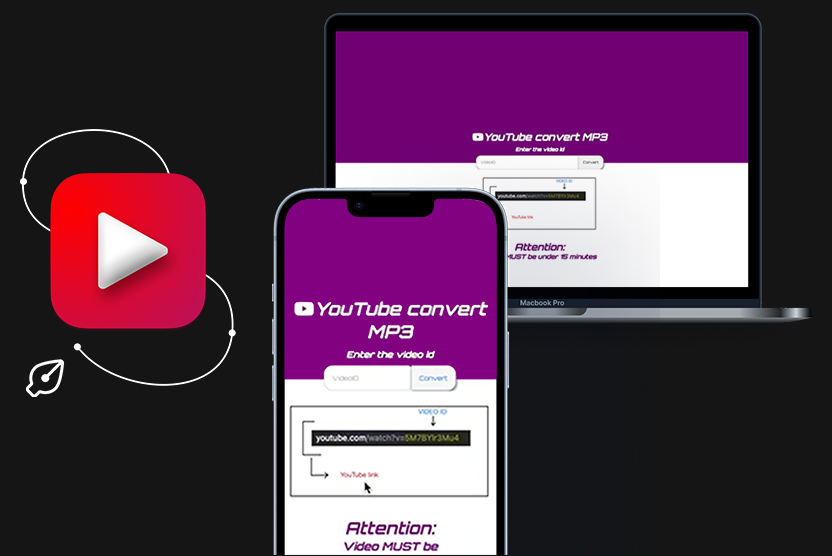 YouTube convert MP3
Enter the video id
VideoID
Convert
VIDEO ID
youtube.com/watch?v=5M7BYIr3Mu4
YouTube link
Attention:
MUST be under 15 minutes
Macbook Pro
YouTube convert
MP3
Enter the video id
VideoID
Convert
VIDEO ID
youtube.com/watch?v=5M7BYIr3Mu4
YouTube link
Attention:
Video MUST be